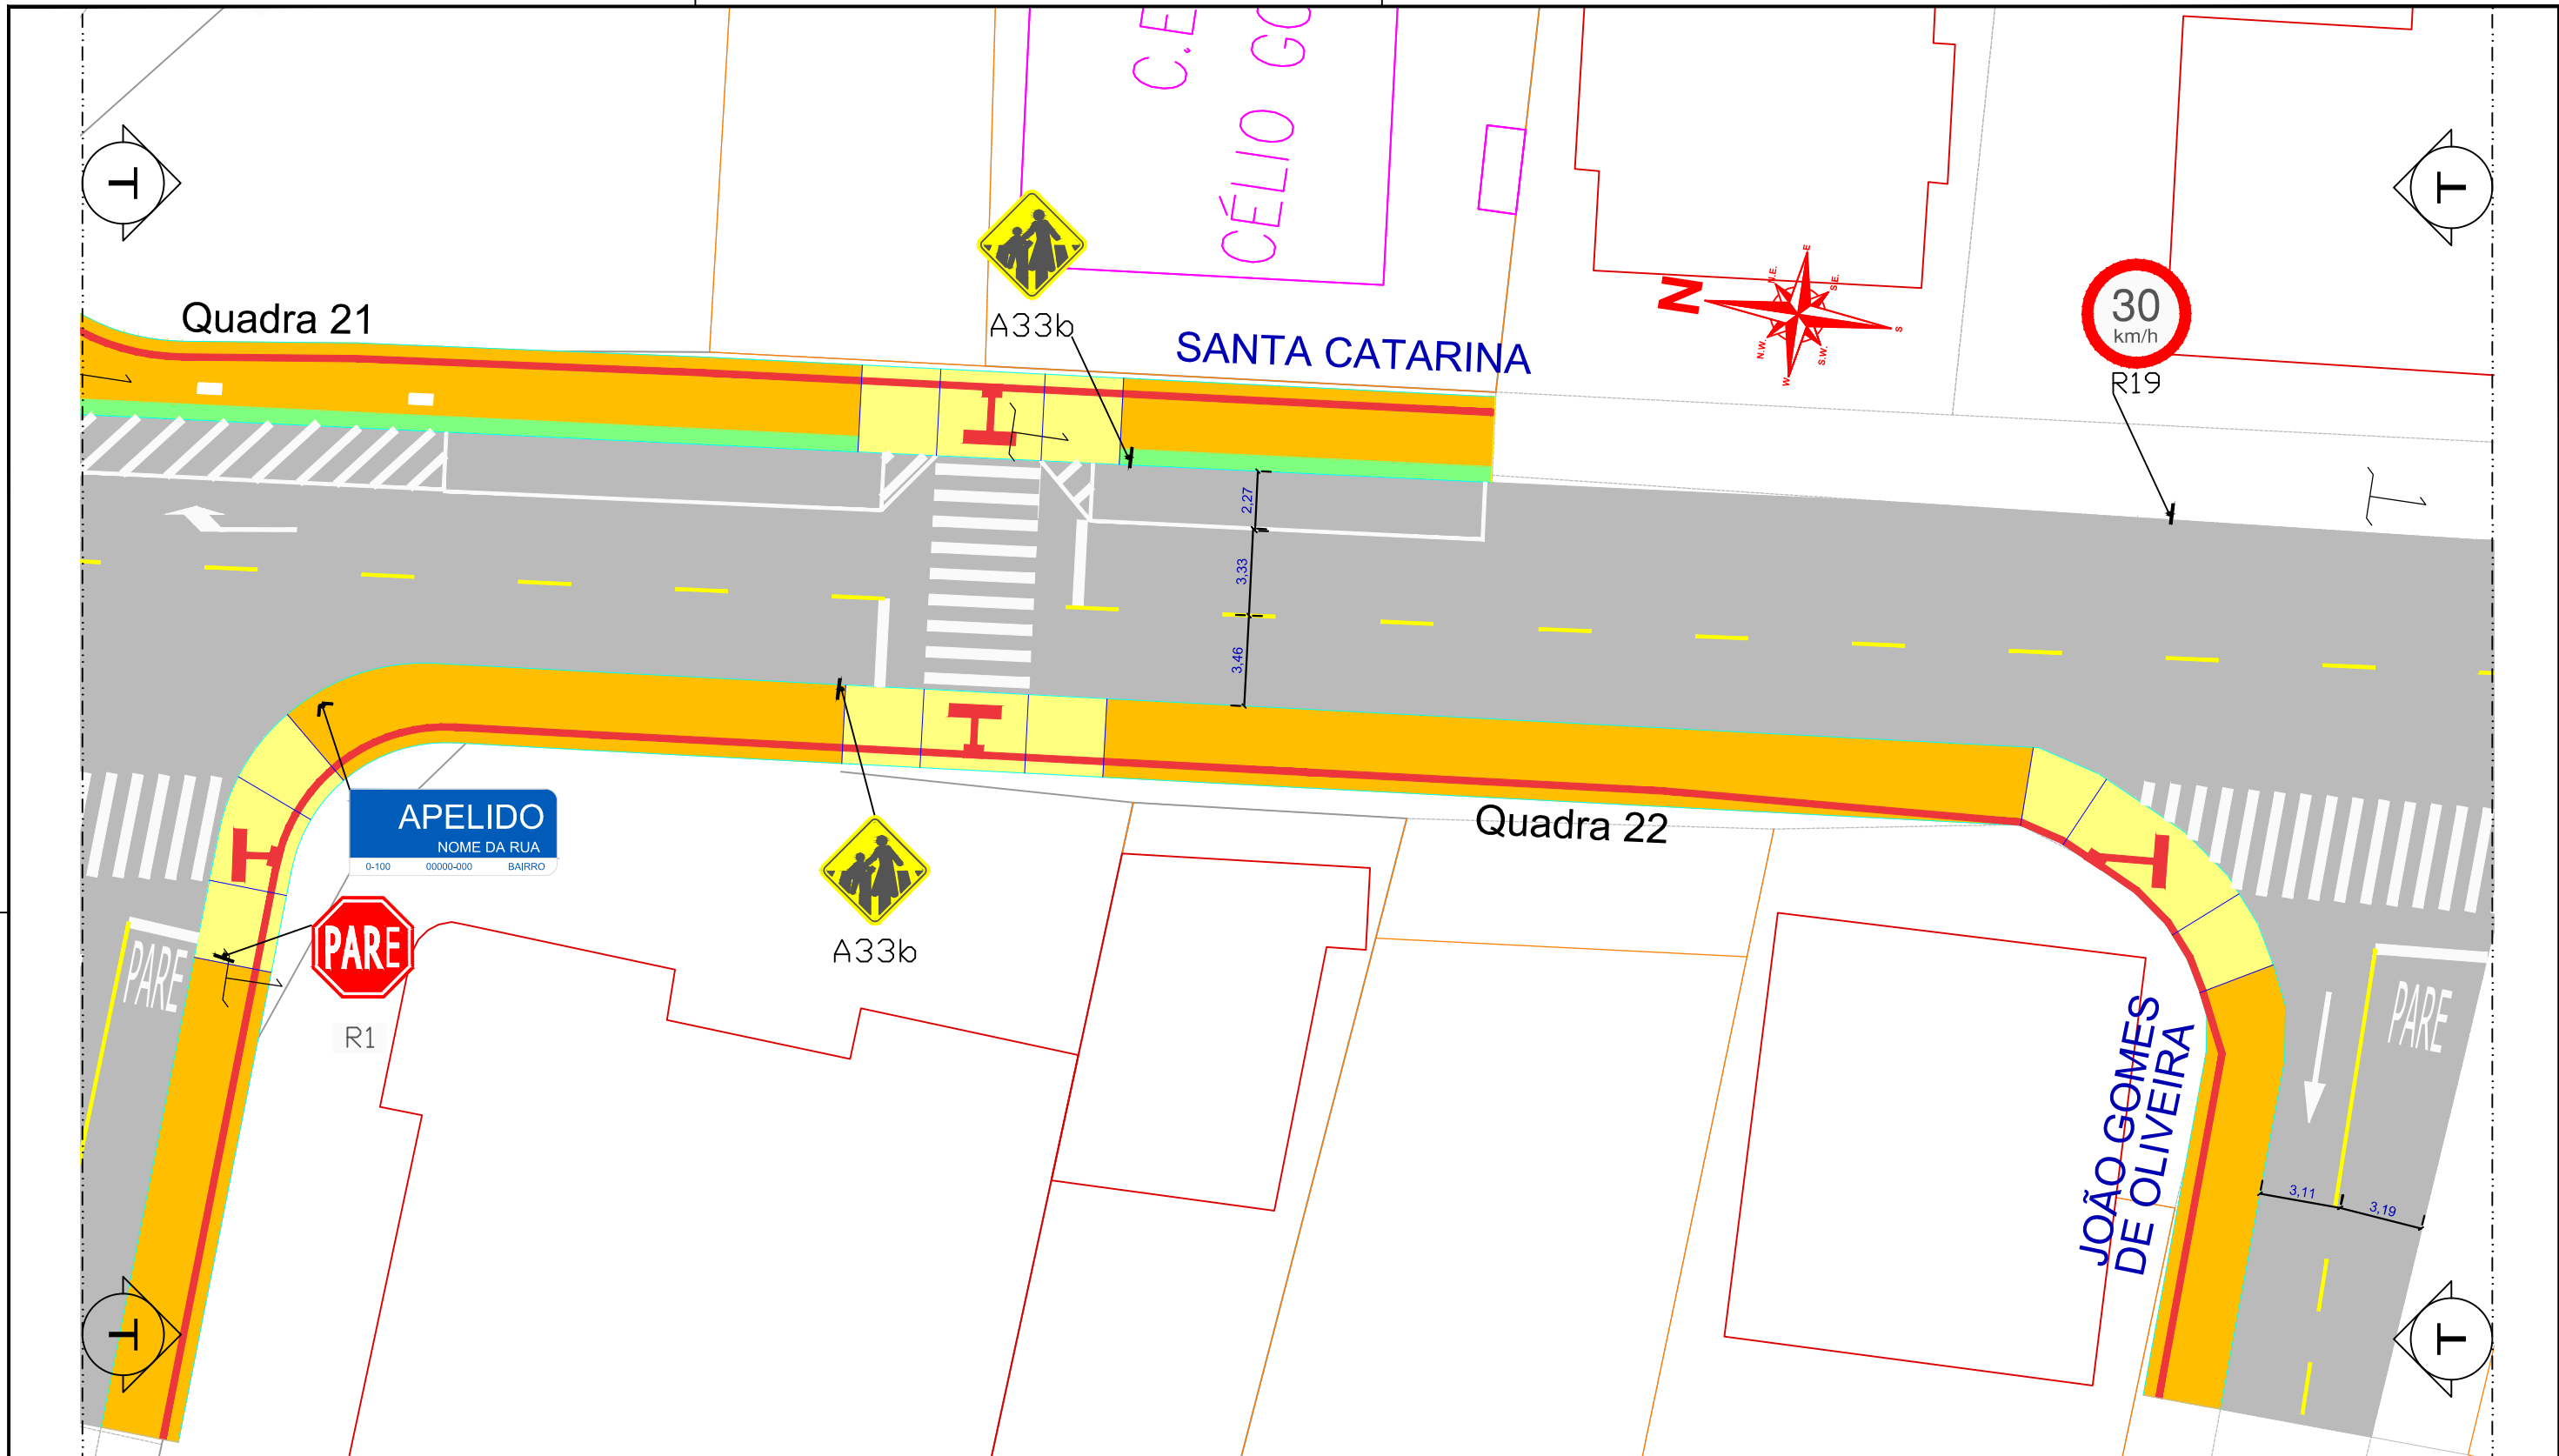 C.E
CÉLIO GO
Quadra 21
A33b
SANTA CATARINA
N
N.E.
E
S.E.
S
S.W.
W
N.W.
30
km/h
R19
T
T
2,27
3,33
3,46
APELIDO
NOME DA RUA
0-100 00000-000 BAIRRO
PARE
R1
PARE
A33b
Quadra 22
JOÃO GOMES
DE OLIVEIRA
PARE
3,11
3,19
T
T